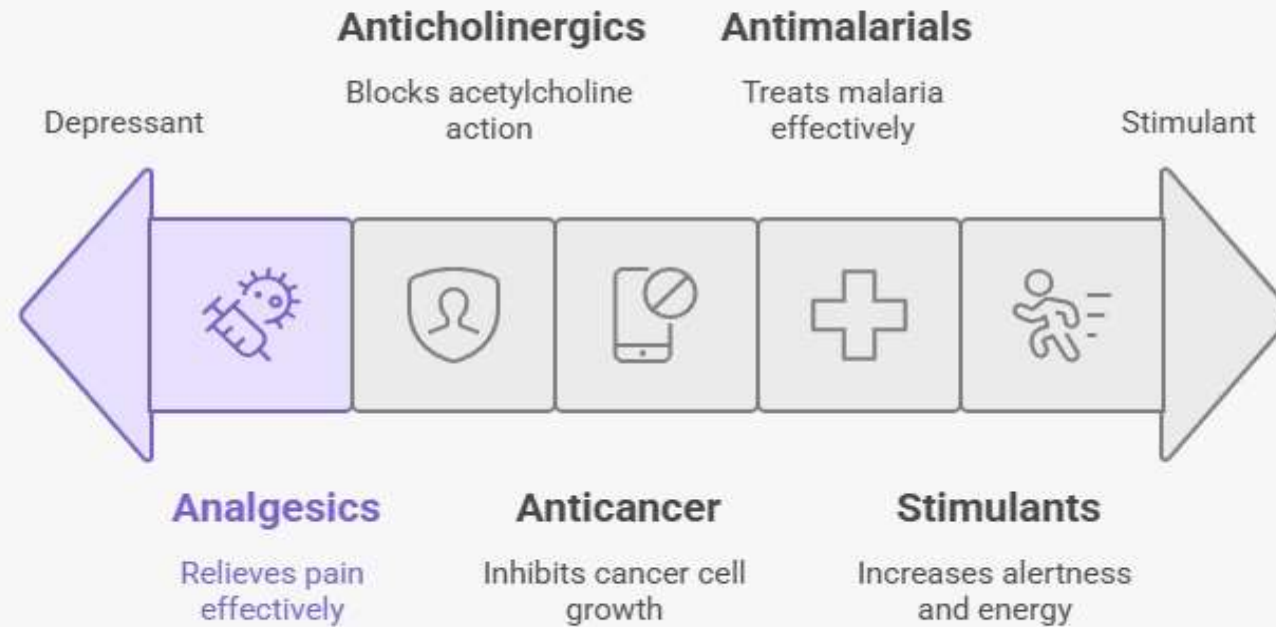 Anticholinergics
Antimalarials
Blocks acetylcholine
action
Treats malaria
effectively
Depressant
Stimulant
Analgesics
Anticancer
Stimulants
Relieves pain
effectively
Inhibits cancer cell
growth
Increases alertness
and energy